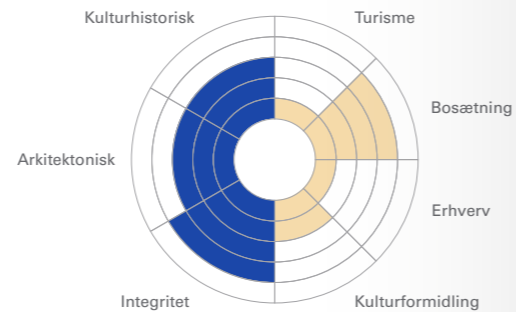 Kulturhistorisk
Turisme
Bosætning
Arkitektonisk
Erhverv
Integritet
Kulturformidling